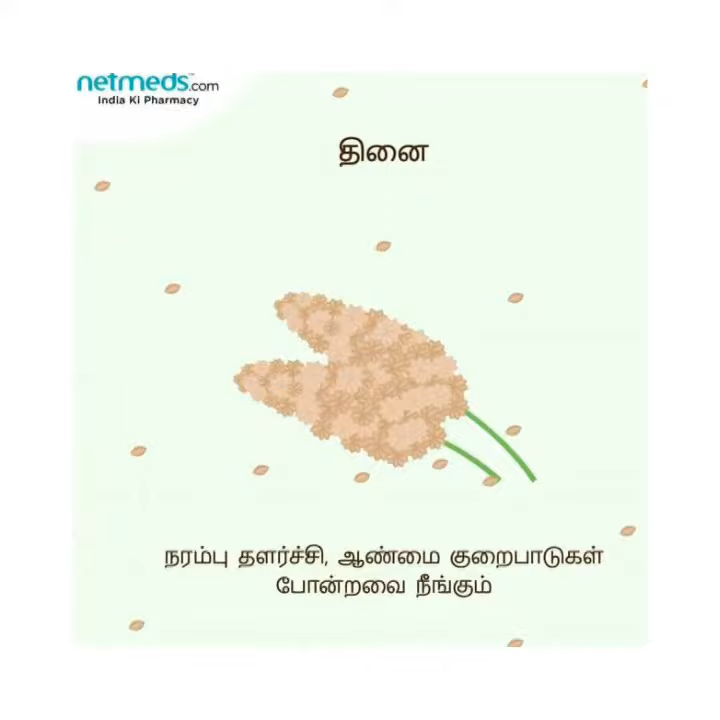 netmeds.com
India Ki Pharmacy
தினை
நரம்பு தளர்ச்சி, ஆண்மை குறைபாடுகள்
போன்றவை நீங்கும்